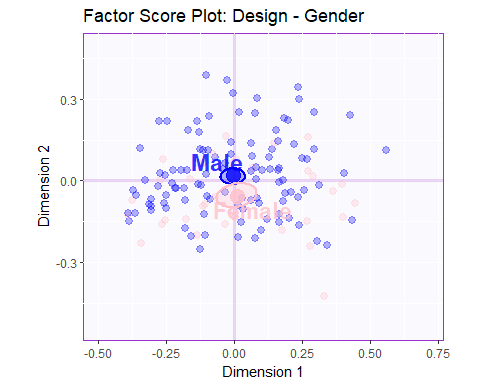 Factor Score Plot: Design - Gender
Dimension 2
0.3
0.0
-0.3
Male
Female
-0.50
-0.25
0.00
0.25
0.50
0.75
Dimension 1